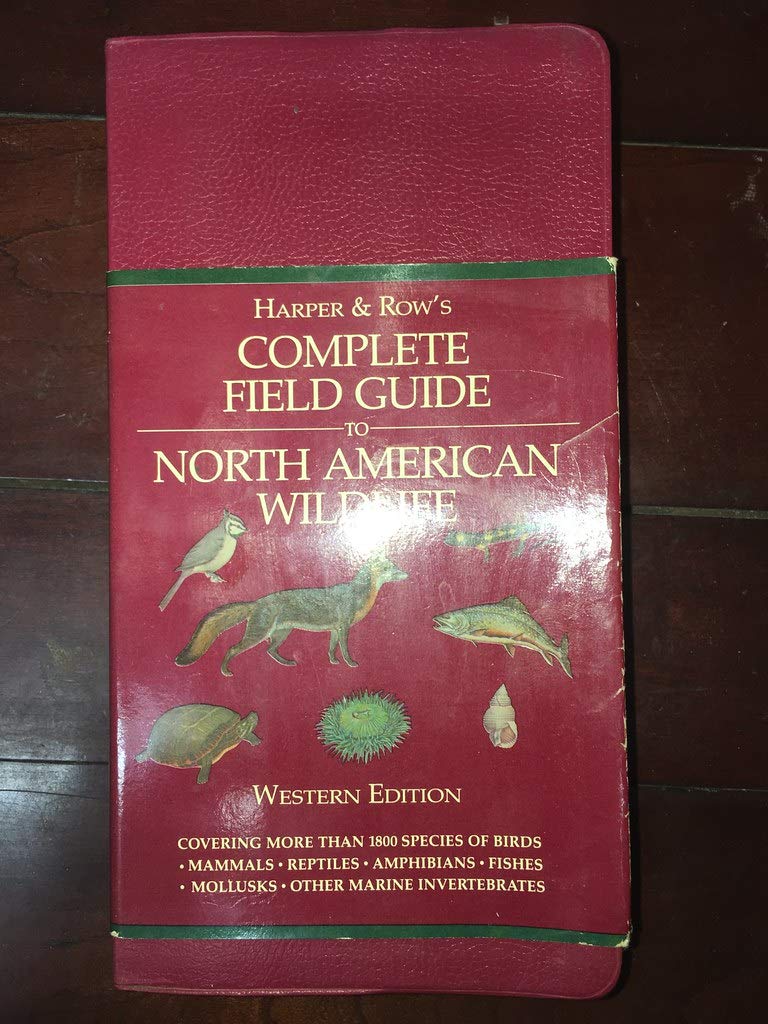 HARPER & ROW'S
COMPLETE
FIELD GUIDE
TO
NORTH AMERICAN
WILDLIFE
WESTERN EDITION
COVERING MORE THAN 1800 SPECIES OF BIRDS
• MAMMALS • REPTILES • AMPHIBIANS • FISHES
• MOLLUSKS • OTHER MARINE INVERTEBRATES